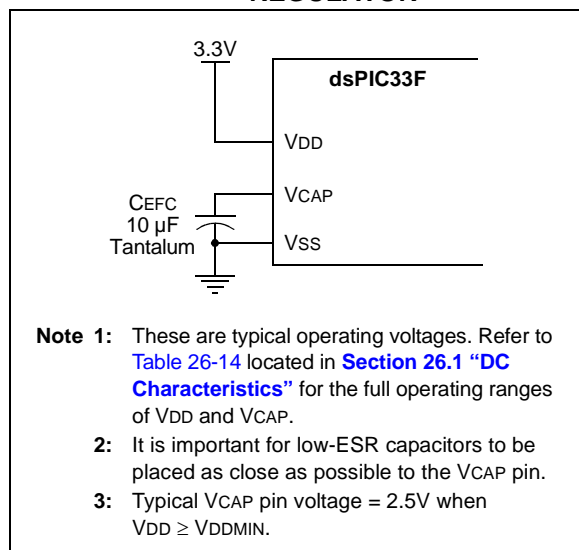 REGULATOR
3.3V
dsPIC33F
VDD
VCAP
CEFC
10 µF
Tantalum
VSS
Note 1: These are typical operating voltages. Refer to
Table 26-14 located in Section 26.1 “DC
Characteristics” for the full operating ranges
of VDD and VCAP.
2: It is important for low-ESR capacitors to be
placed as close as possible to the VCAP pin.
3: Typical VCAP pin voltage = 2.5V when
VDD ≥ VDDMIN.